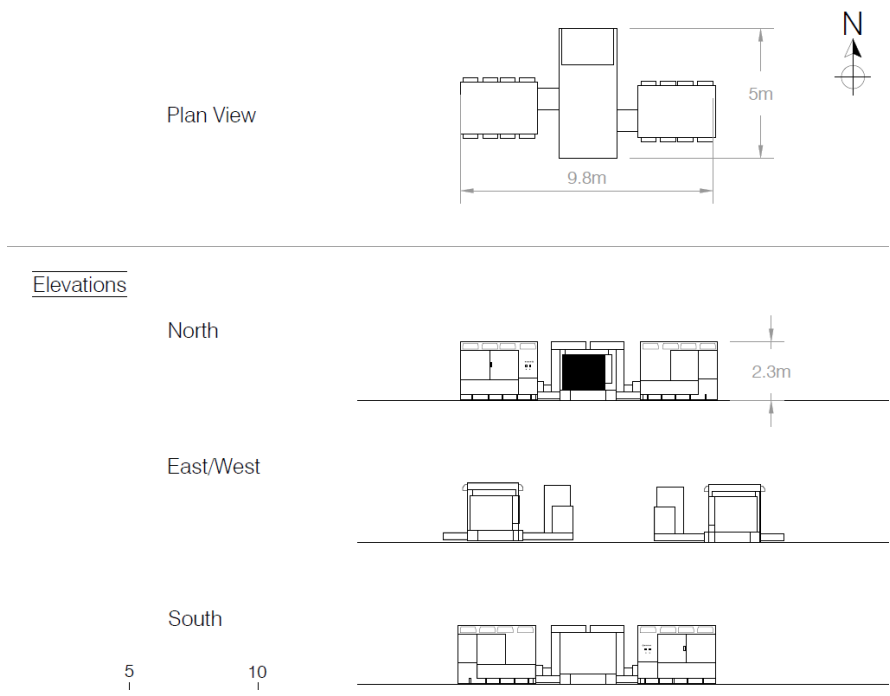 N
Plan View
5m
9.8m
Elevations
North
2.3m
East/West
South
5
10